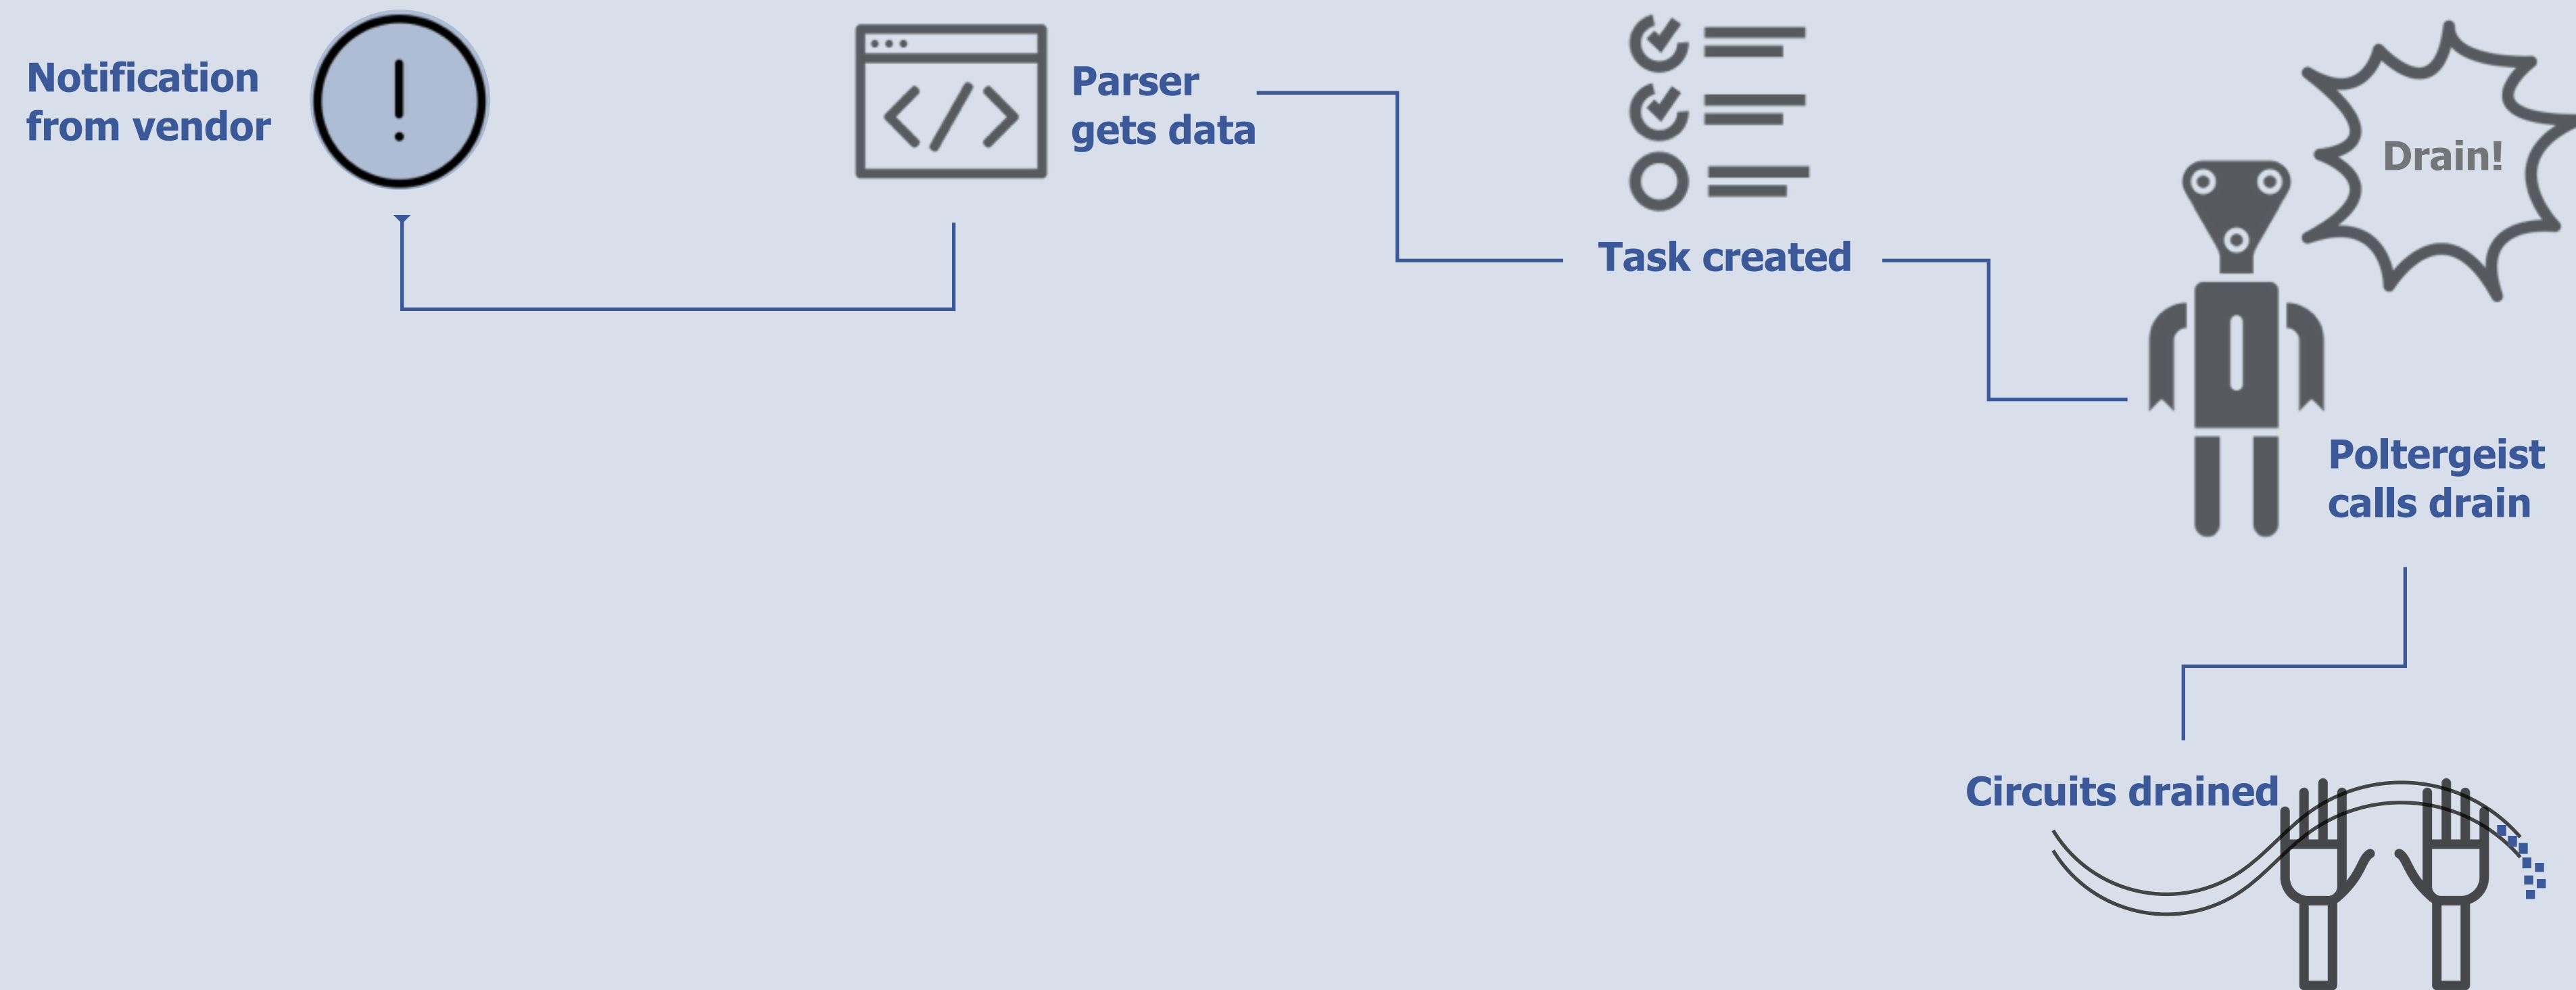 Notification
from vendor
Parser
gets data
Task created
Drain!
Poltergeist
calls drain
Circuits drained